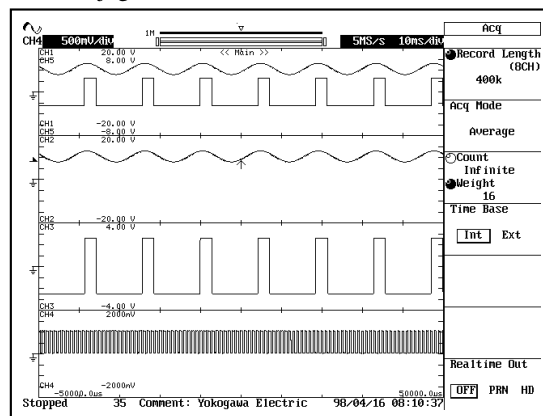 1M
Acq
CH4 500mV/div
5MS/s 10ms/div
CH1 20.00 V << Main >>
CH5 8.00 V
Record Length
(8CH)
400k
Acq Mode
Average
CH1 -20.00 V
CH5 -8.00 V
CH2 20.00 V
Count
Infinite
Weight
16
Time Base
Int Ext
CH2 -20.00 V
CH3 4.00 V
CH3 -4.00 V
CH4 2000mV
Realtime Out
OFF PRN HD
CH4 -2000mV
-50000.0us 50000.0us
Stopped 35 Comment: Yokogawa Electric 98/04/16 08:10:37